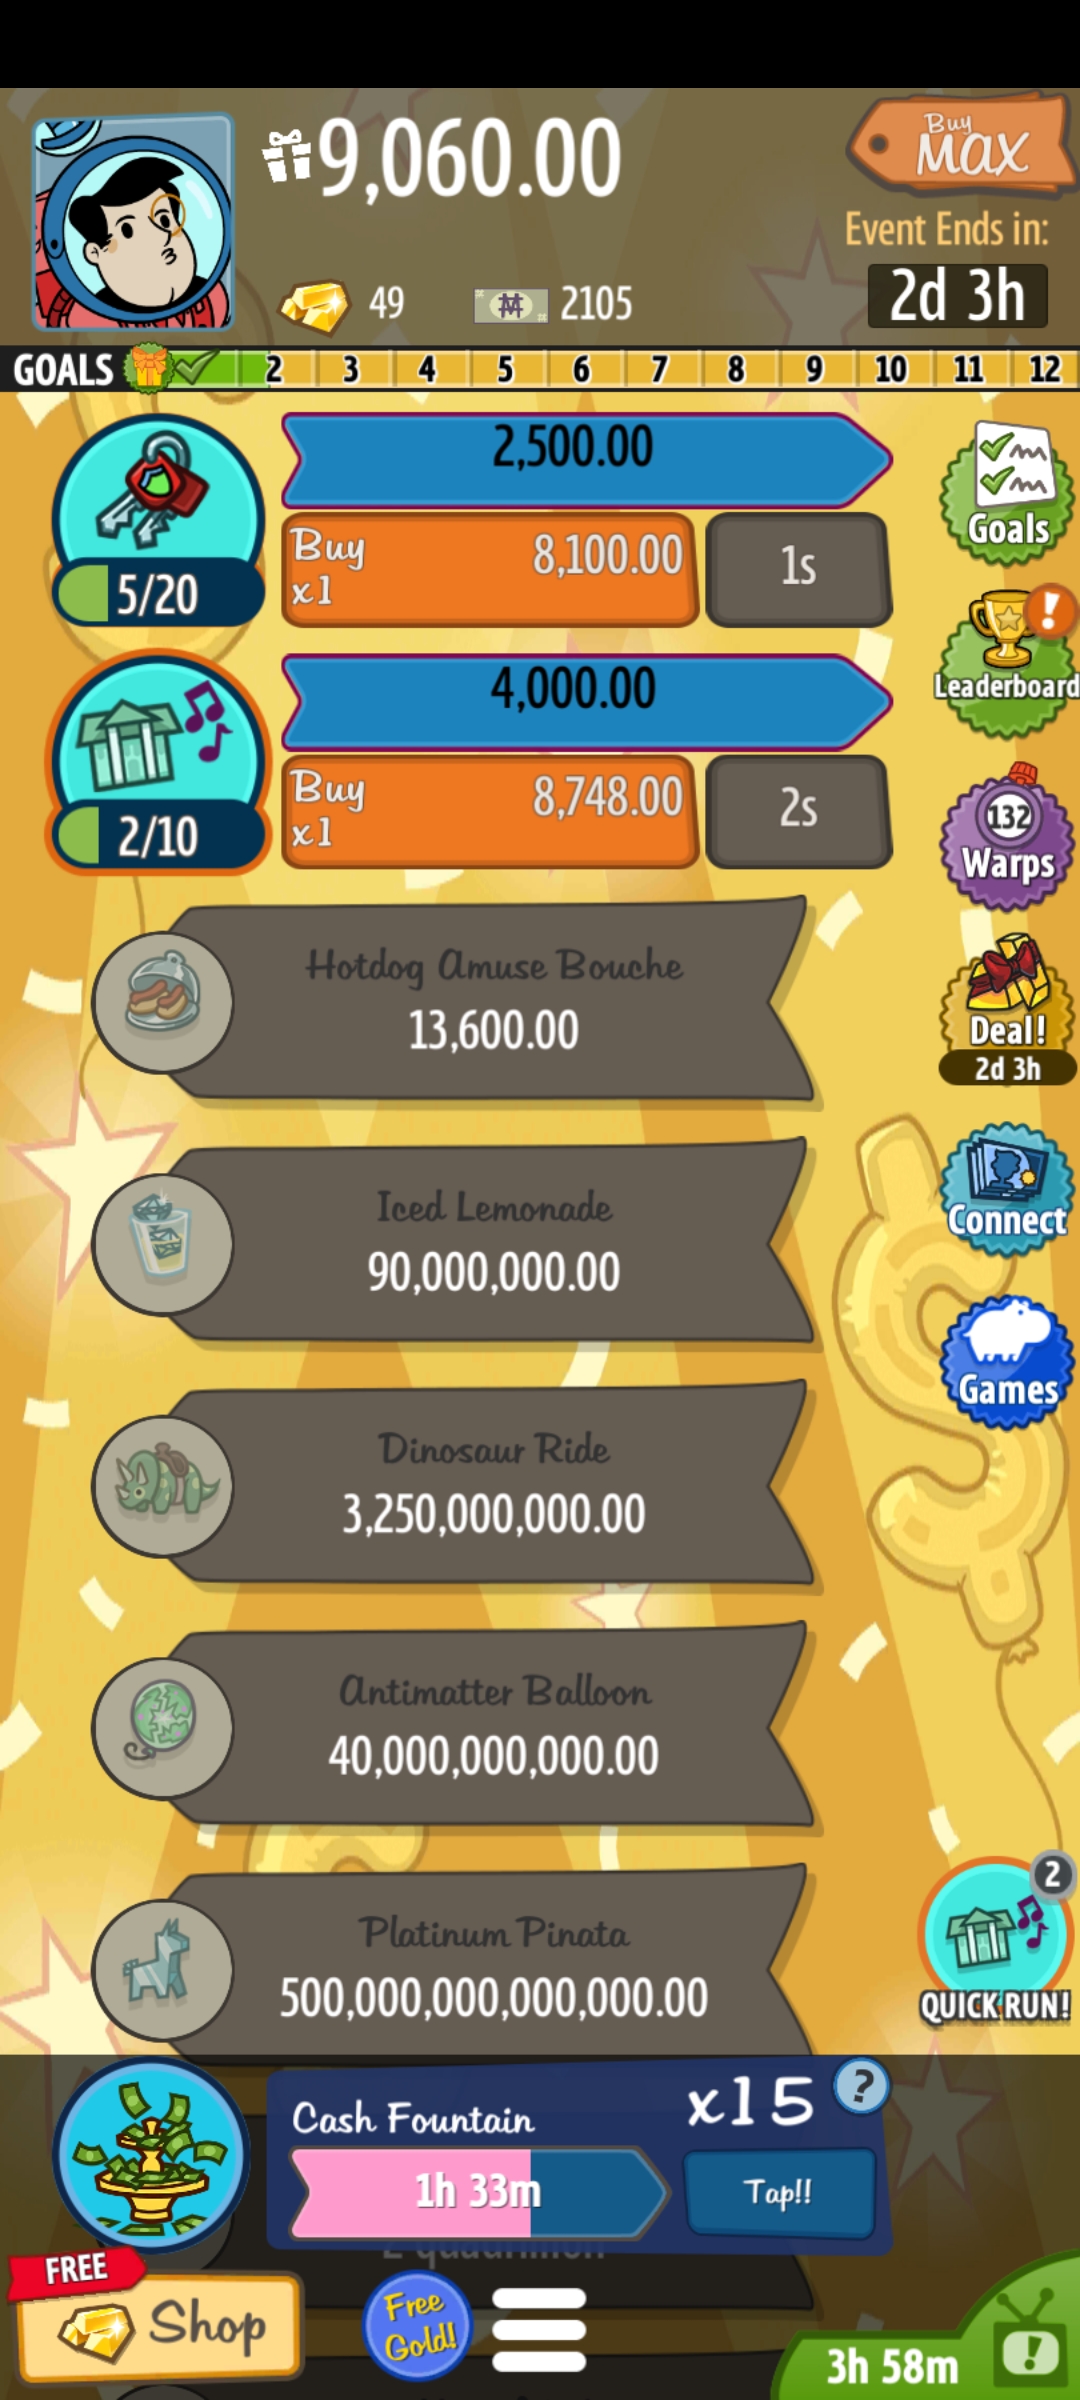 9,060.00
Buy
MAX
Event Ends in:
2d 3h
49
2105
GOALS 2 3 4 5 6 7 8 9 10 11 12
2,500.00
Buy
x1
8,100.00
1s
5/20
Goals
4,000.00
Buy
x1
8,748.00
2s
2/10
!
Leaderboard
132
Warps
Hotdog Amuse Bouche
13,600.00
Deal!
2d 3h
Iced Lemonade
90,000,000.00
Connect
Dinosaur Ride
3,250,000,000.00
Games
Antimatter Balloon
40,000,000,000.00
Platinum Pinata
500,000,000,000,000.00
2
QUICK RUN!
Cash Fountain
x15
?
1h 33m
Tap!!
FREE
Shop
Free
Gold!
3h 58m
!